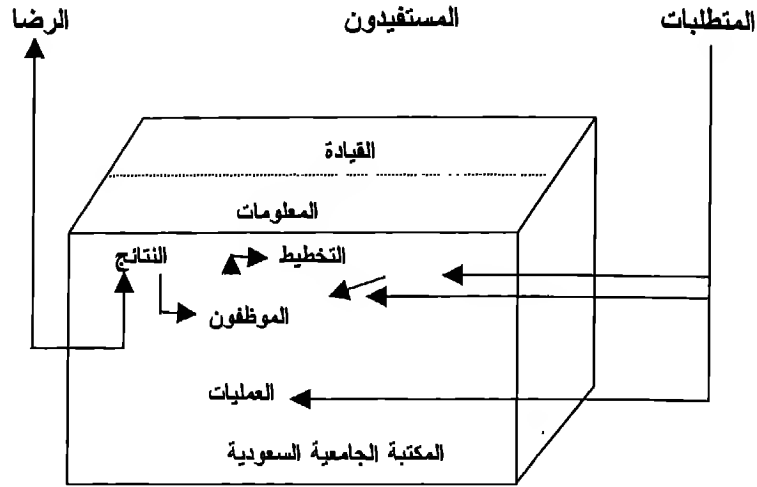 المتطلبات المستفيدون الرضا
القيادة
المعلومات
التخطيط النتائج
الموظفون
العمليات
المكتبة الجامعية السعودية